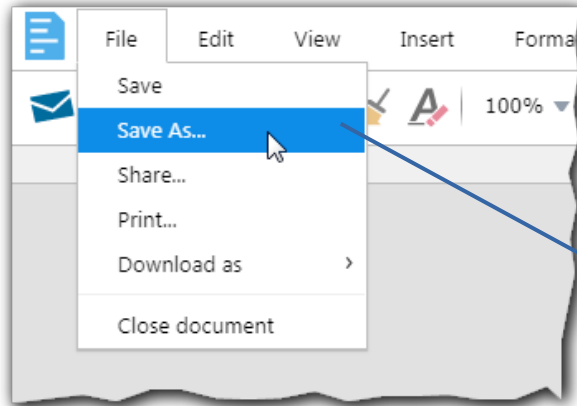 File Edit View Insert Forma
Save
100%
Save As...
Share...
Print...
Download as
Close document